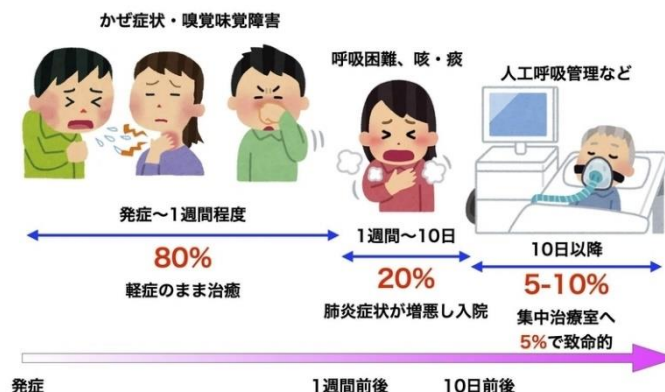 かぜ症状・嗅覚味覚障害
呼吸困難、咳・痰
人工呼吸管理など
発症〜1週間程度
80%
軽症のまま治癒
1週間〜10日
20%
肺炎症状が増悪し入院
10日以降
5-10%
集中治療室へ
5%で致命的
発症
1週間前後
10日前後